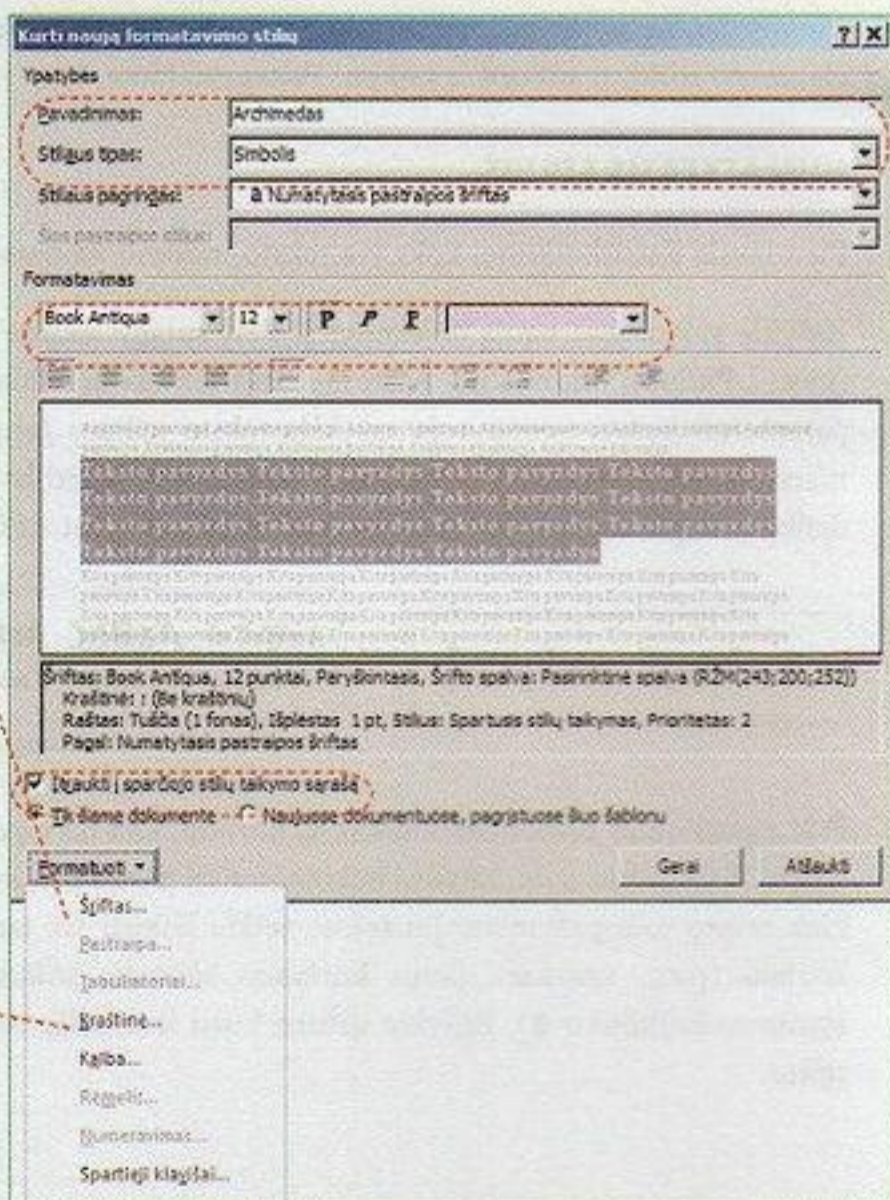 Kurti naują formatavimo stilių
Ypatybės
Pavadinimas: Archimedas
Stiliaus tipas: Simbolis
Stiliaus pagrindas: a Numatytasis pastraipos šriftas
Šios pastraipos stilius:
Formatavimas
Book Antiqua 12 P P P
Teksto pavyzdys Teksto pavyzdys Teksto pavyzdys Teksto pavyzdys
Teksto pavyzdys Teksto pavyzdys Teksto pavyzdys Teksto pavyzdys
Teksto pavyzdys Teksto pavyzdys Teksto pavyzdys Teksto pavyzdys
Teksto pavyzdys Teksto pavyzdys Teksto pavyzdys
Šriftas: Book Antiqua, 12 punktai, Paryškintasis, Šrifto spalva: Pasirinktinė spalva (RŽM(243;200;252))
Kraštinė: : (Be kraštinių)
Raštas: Tuščia (1 fonas), Išplėstas 1 pt, Stilius: Spartusis stilių taikymas, Prioritetas: 2
Pagal: Numatytasis pastraipos šriftas
Įtraukti į sparčiojo stilių taikymo sąrašą
Tik šiame dokumente Naujuose dokumentuose, pagrįstuose šiuo šablonu
Formatuoti Gerai Atšaukti
Šriftas...
Pastraipa...
Tabuliatoriai...
Kraštinė...
Kalba...
Rėmelis...
Numeravimas...
Spartieji klavišai...